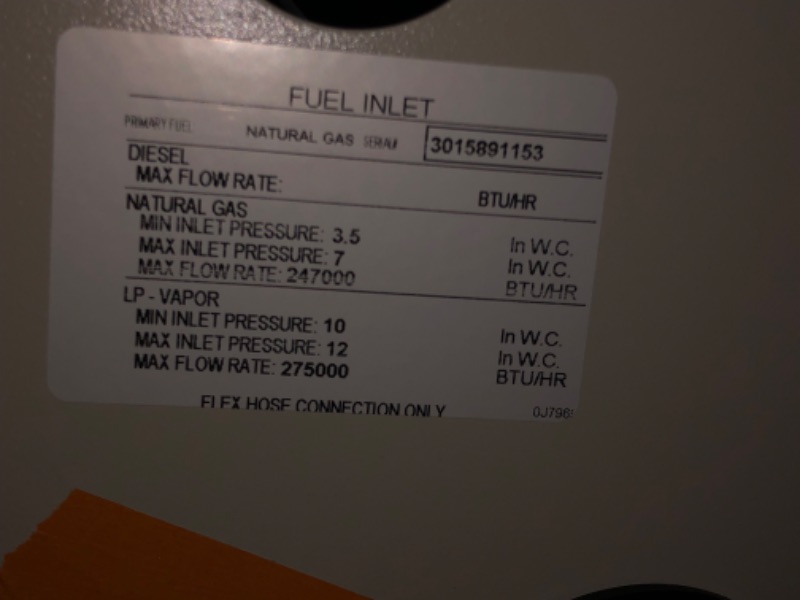 FUEL INLET
PRIMARY FUEL NATURAL GAS SERIAL# 3015891153
DIESEL
MAX FLOW RATE: BTU/HR
NATURAL GAS
MIN INLET PRESSURE: 3.5 In W.C.
MAX INLET PRESSURE: 7 In W.C.
MAX FLOW RATE: 247000 BTU/HR
LP - VAPOR
MIN INLET PRESSURE: 10 In W.C.
MAX INLET PRESSURE: 12 In W.C.
MAX FLOW RATE: 275000 BTU/HR
FLEX HOSE CONNECTION ONLY